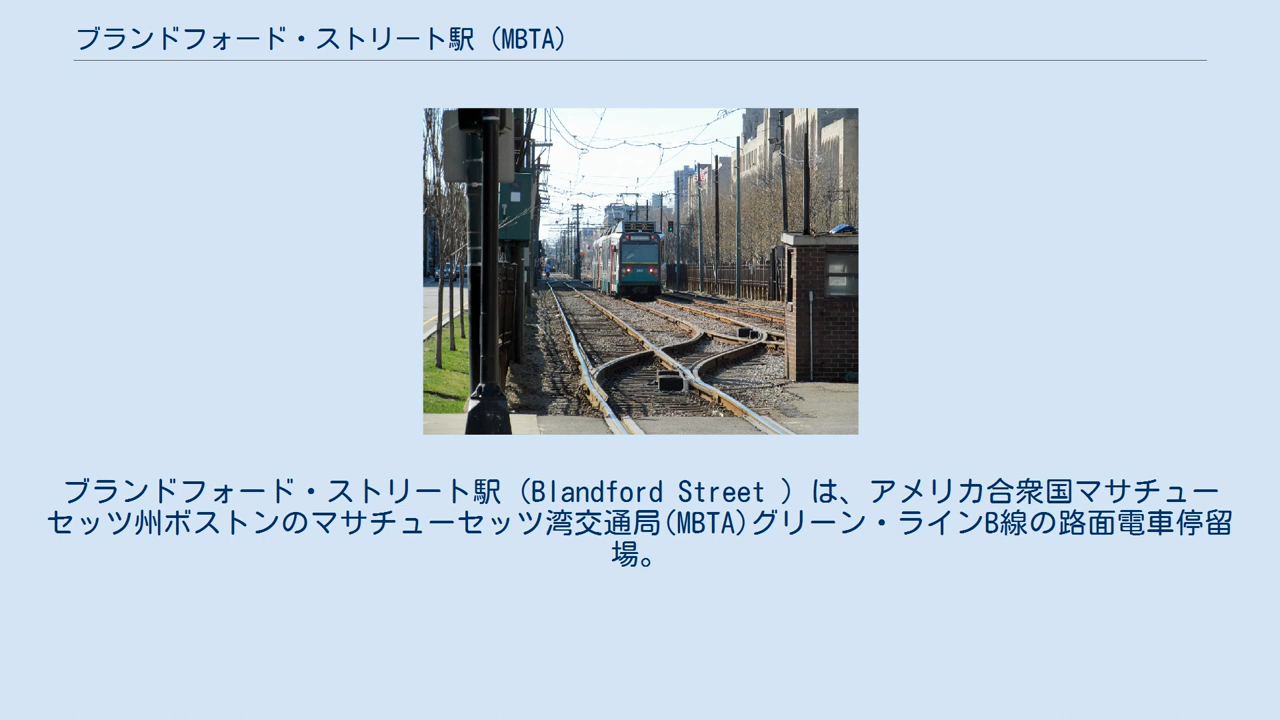 ブランドフォード・ストリート駅 (MBTA)
ブランドフォード・ストリート駅 (Blandford Street ) は、アメリカ合衆国マサチュー
セッツ州ボストンのマサチューセッツ湾交通局(MBTA)グリーン・ラインB線の路面電車停留
場。